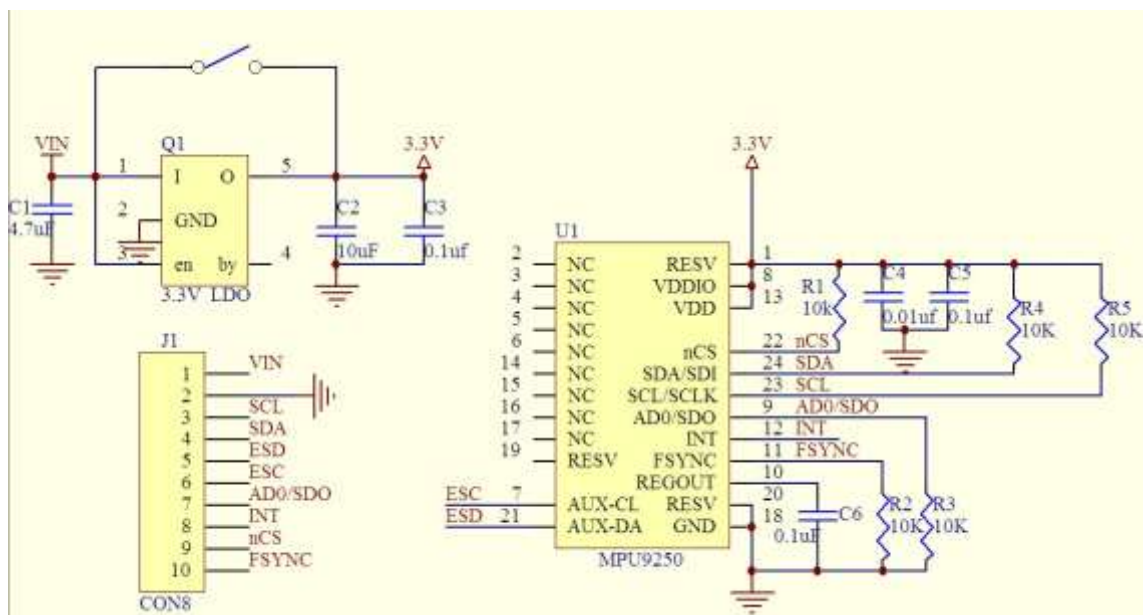 VIN
Q1
1
I
O
5
3.3V
2
GND
3
en
by
4
3.3V LDO
C1
4.7uF
C2
10uF
C3
0.1uf
J1
1 VIN
2
3 SCL
4 SDA
5 ESD
6 ESC
7 AD0/SDO
8 INT
9 nCS
10 FSYNC
CON8
3.3V
U1
2 NC
3 NC
4 NC
5 NC
6 NC
14 NC
15 NC
16 NC
17 NC
19 RESV
ESC 7 AUX-CL
ESD 21 AUX-DA
RESV 1
VDDIO 8
VDD 13
nCS 22 nCS
SDA/SDI 24 SDA
SCL/SCLK 23 SCL
AD0/SDO 9 AD0/SDO
INT 12 INT
FSYNC 11 FSYNC
REGOUT 10
RESV 20
GND 18
MPU9250
R1
10k
C4
0.01uf
C5
0.1uf
R4
10K
R5
10K
C6
0.1uF
R2
10K
R3
10K